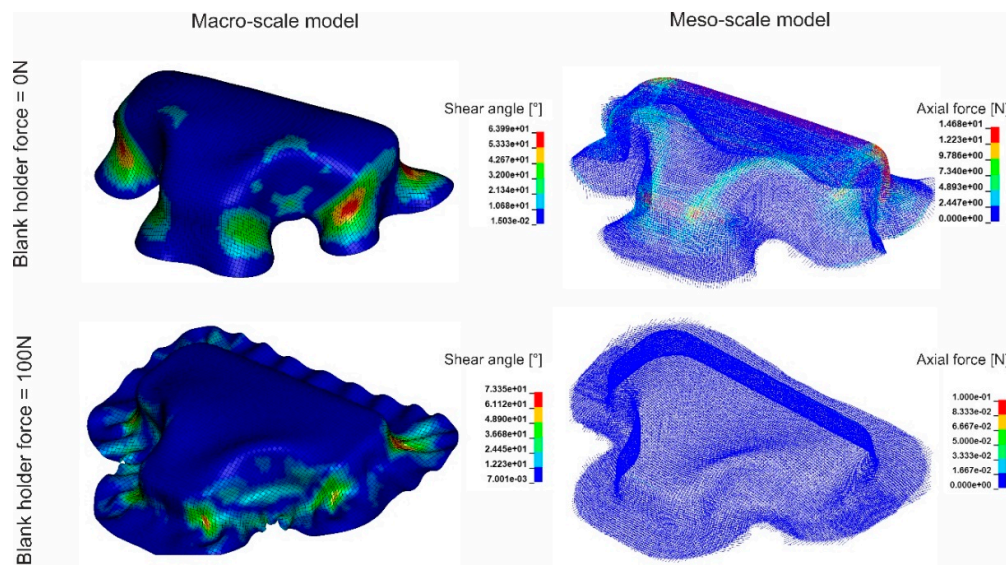 Macro-scale model
Meso-scale model
Blank holder force = 0N
Shear angle [°]
6.399e+01
5.333e+01
4.267e+01
3.200e+01
2.134e+01
1.068e+01
1.503e-02
Axial force [N]
1.468e+01
1.223e+01
9.786e+00
7.340e+00
4.893e+00
2.447e+00
0.000e+00
Blank holder force = 100N
Shear angle [°]
7.335e+01
6.112e+01
4.890e+01
3.668e+01
2.445e+01
1.223e+01
7.001e-03
Axial force [N]
1.000e-01
8.333e-02
6.667e-02
5.000e-02
3.333e-02
1.667e-02
0.000e+00